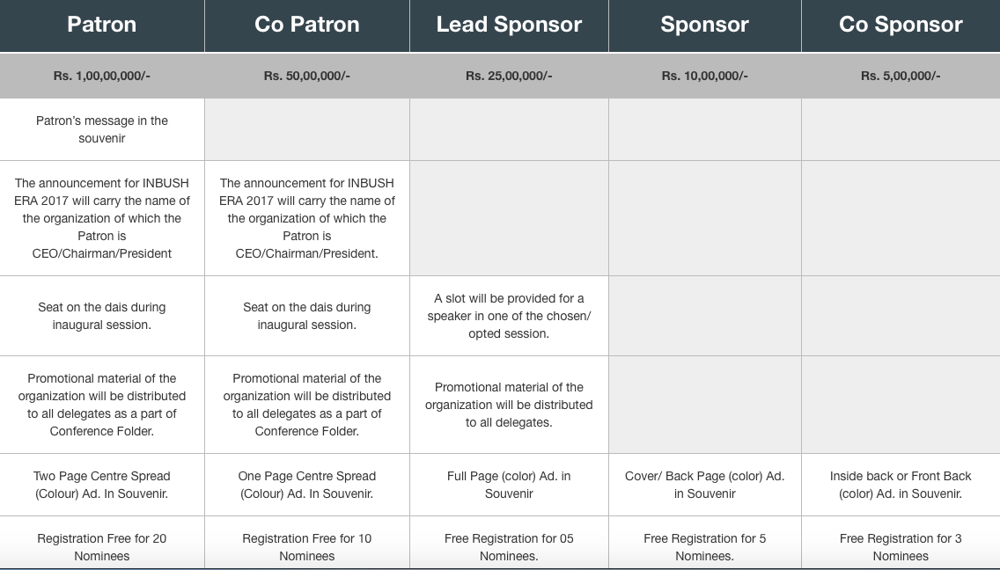 Patron
Co Patron
Lead Sponsor
Sponsor
Co Sponsor
Rs. 1,00,00,000/-
Rs. 50,00,000/-
Rs. 25,00,000/-
Rs. 10,00,000/-
Rs. 5,00,000/-
Patron's message in the
souvenir
The announcement for INBUSH
ERA 2017 will carry the name of
the organization of which the
Patron is
CEO/Chairman/President
The announcement for INBUSH
ERA 2017 will carry the name of
the organization of which the
Patron is
CEO/Chairman/President.
Seat on the dais during
inaugural session.
Seat on the dais during
inaugural session.
A slot will be provided for a
speaker in one of the chosen/
opted session.
Promotional material of the
organization will be distributed
to all delegates as a part of
Conference Folder.
Promotional material of the
organization will be distributed
to all delegates as a part of
Conference Folder.
Promotional material of the
organization will be distributed
to all delegates.
Two Page Centre Spread
(Colour) Ad. In Souvenir.
One Page Centre Spread
(Colour) Ad. In Souvenir.
Full Page (color) Ad. in
Souvenir
Cover/ Back Page (color) Ad.
in Souvenir
Inside back or Front Back
(color) Ad. in Souvenir.
Registration Free for 20
Nominees
Registration Free for 10
Nominees
Free Registration for 05
Nominees.
Free Registration for 5
Nominees.
Free Registration for 3
Nominees